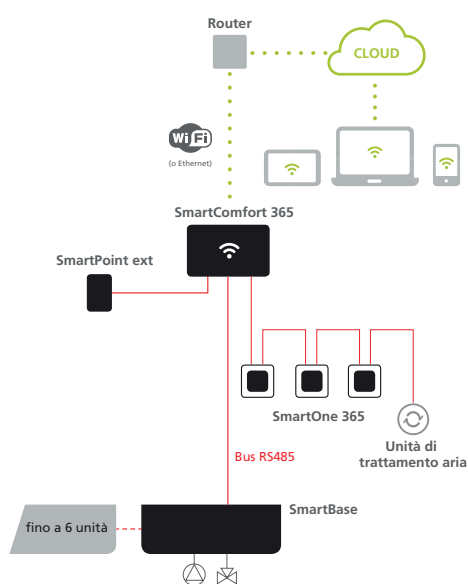 Router
CLOUD
WiFi
(o Ethernet)
SmartComfort 365
SmartPoint ext
SmartOne 365
Unità di
trattamento aria
Bus RS485
SmartBase
fino a 6 unità